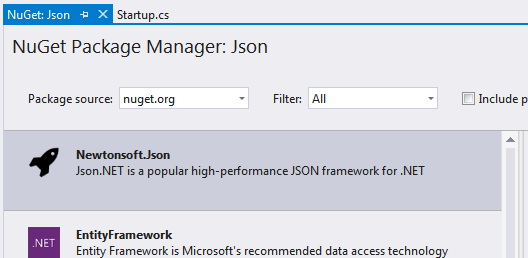 NuGet: Json Startup.cs
NuGet Package Manager: Json
Package source: nuget.org Filter: All Include p
Newtonsoft.Json
Json.NET is a popular high-performance JSON framework for .NET
.NET EntityFramework
Entity Framework is Microsoft's recommended data access technology